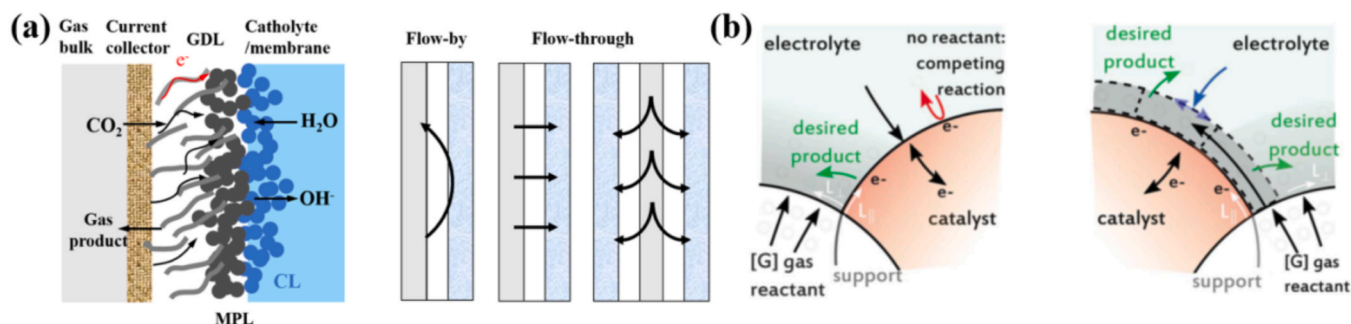 (a)
Gas
bulk
Current
collector
GDL
Catholyte
/membrane
e-
CO2
H2O
OH-
Gas
product
CL
MPL
Flow-by
Flow-through
(b)
electrolyte
no reactant:
competing
reaction
desired
product
e-
e-
e-
L⊥
L||
catalyst
[G] gas
reactant
support
desired
product
electrolyte
desired
product
e-
e-
e-
L⊥
L||
catalyst
[G] gas
reactant
support